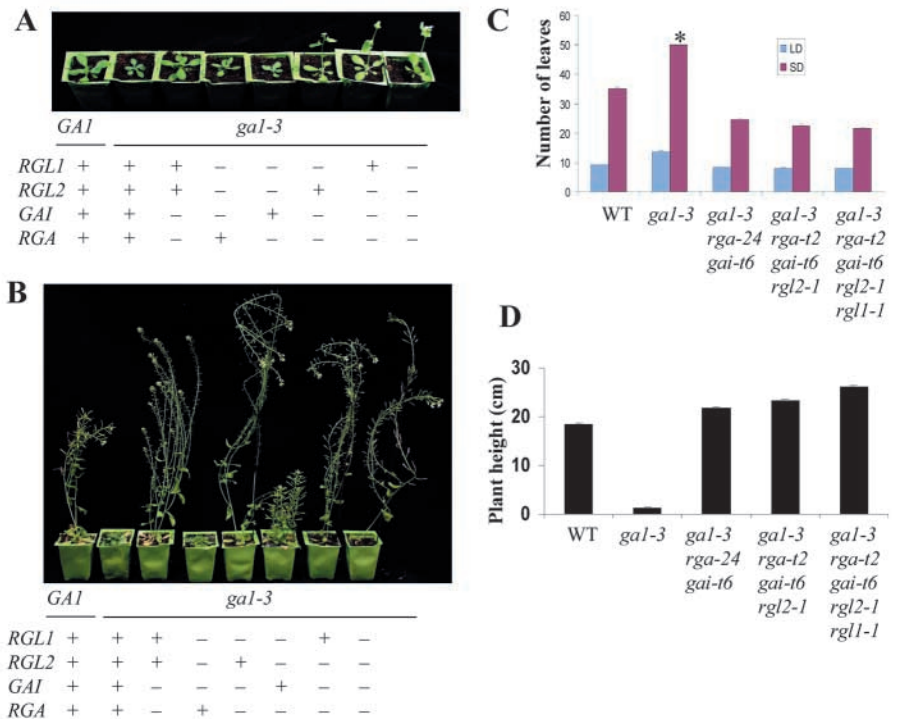 A
GA1 ga1-3
RGL1 + + + – – – + –
RGL2 + + + – – + – –
GAI + + – – + – – –
RGA + + – + – – – –
B
GA1 ga1-3
RGL1 + + + – – – + –
RGL2 + + + – + – – –
GAI + + – – – + – –
RGA + + – + – – – –
C
Number of leaves
60
50
40
30
20
10
0
*
LD
SD
WT
ga1-3
ga1-3
rga-24
gai-t6
ga1-3
rga-t2
gai-t6
rgl2-1
ga1-3
rga-t2
gai-t6
rgl2-1
rgl1-1
D
Plant height (cm)
30
20
10
0
WT
ga1-3
ga1-3
rga-24
gai-t6
ga1-3
rga-t2
gai-t6
rgl2-1
ga1-3
rga-t2
gai-t6
rgl2-1
rgl1-1